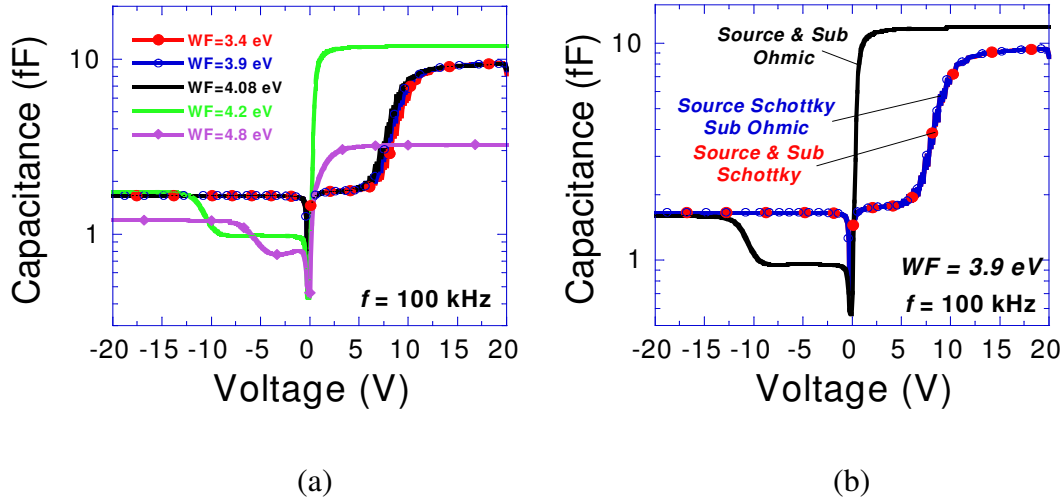 Capacitance (fF)
10
1
WF=3.4 eV
WF=3.9 eV
WF=4.08 eV
WF=4.2 eV
WF=4.8 eV
f = 100 kHz
-20 -15 -10 -5 0 5 10 15 20
Voltage (V)
(a)
Capacitance (fF)
10
1
Source & Sub
Ohmic
Source Schottky
Sub Ohmic
Source & Sub
Schottky
WF = 3.9 eV
f = 100 kHz
-20 -15 -10 -5 0 5 10 15 20
Voltage (V)
(b)